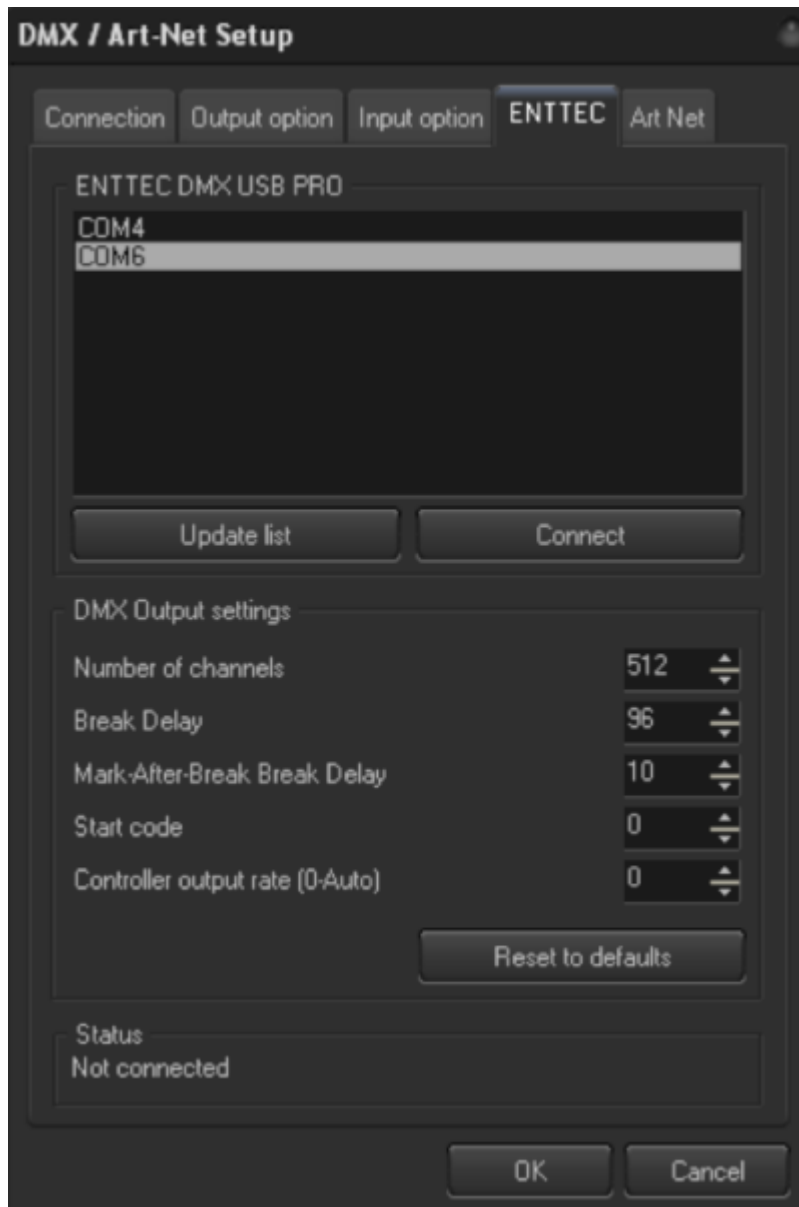 DMX / Art-Net Setup
Connection Output option Input option ENTTEC Art Net
ENTTEC DMX USB PRO
COM4
COM6
Update list Connect
DMX Output settings
Number of channels 512
Break Delay 96
Mark-After-Break Break Delay 10
Start code 0
Controller output rate (0-Auto) 0
Reset to defaults
Status
Not connected
OK Cancel